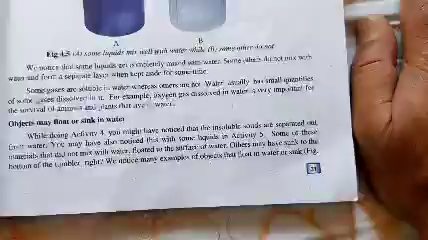 A B
Fig 4.5 (A) some liquids mix well with water while (B) some other do not
We notice that some liquids get completely mixed with water. Some others do not mix with
water and form a separate layer when kept aside for some time.
Some gases are soluble in water whereas others are not. Water usually has small quantities
of some gases dissolved in it. For example, oxygen gas dissolved in water is very important for
the survival of animals and plants that live in water.
Objects may float or sink in water
While doing Activity 4, you might have noticed that the insoluble solids are separated out
from water. You may have also noticed this with some liquids in Activity 5. Some of these
materials that did not mix with water, floated to the surface of water. Others may have sunk to the
bottom of the tumbler, right? We notice many examples of objects that float in water or sink (Fig.